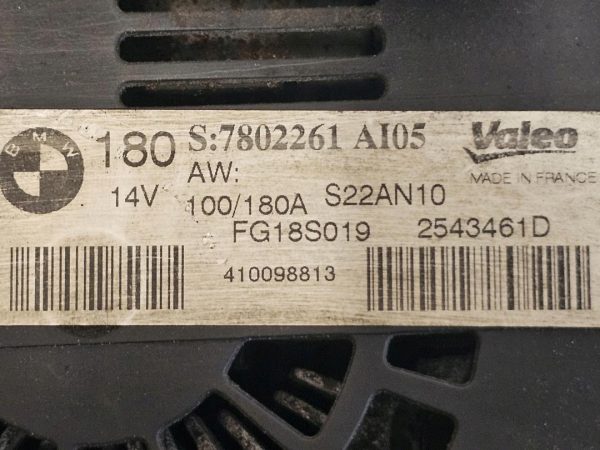 BMW 180 S:7802261 AI05 Valeo
AW: MADE IN FRANCE
14V 100/180A S22AN10
FG18S019 2543461D
410098813